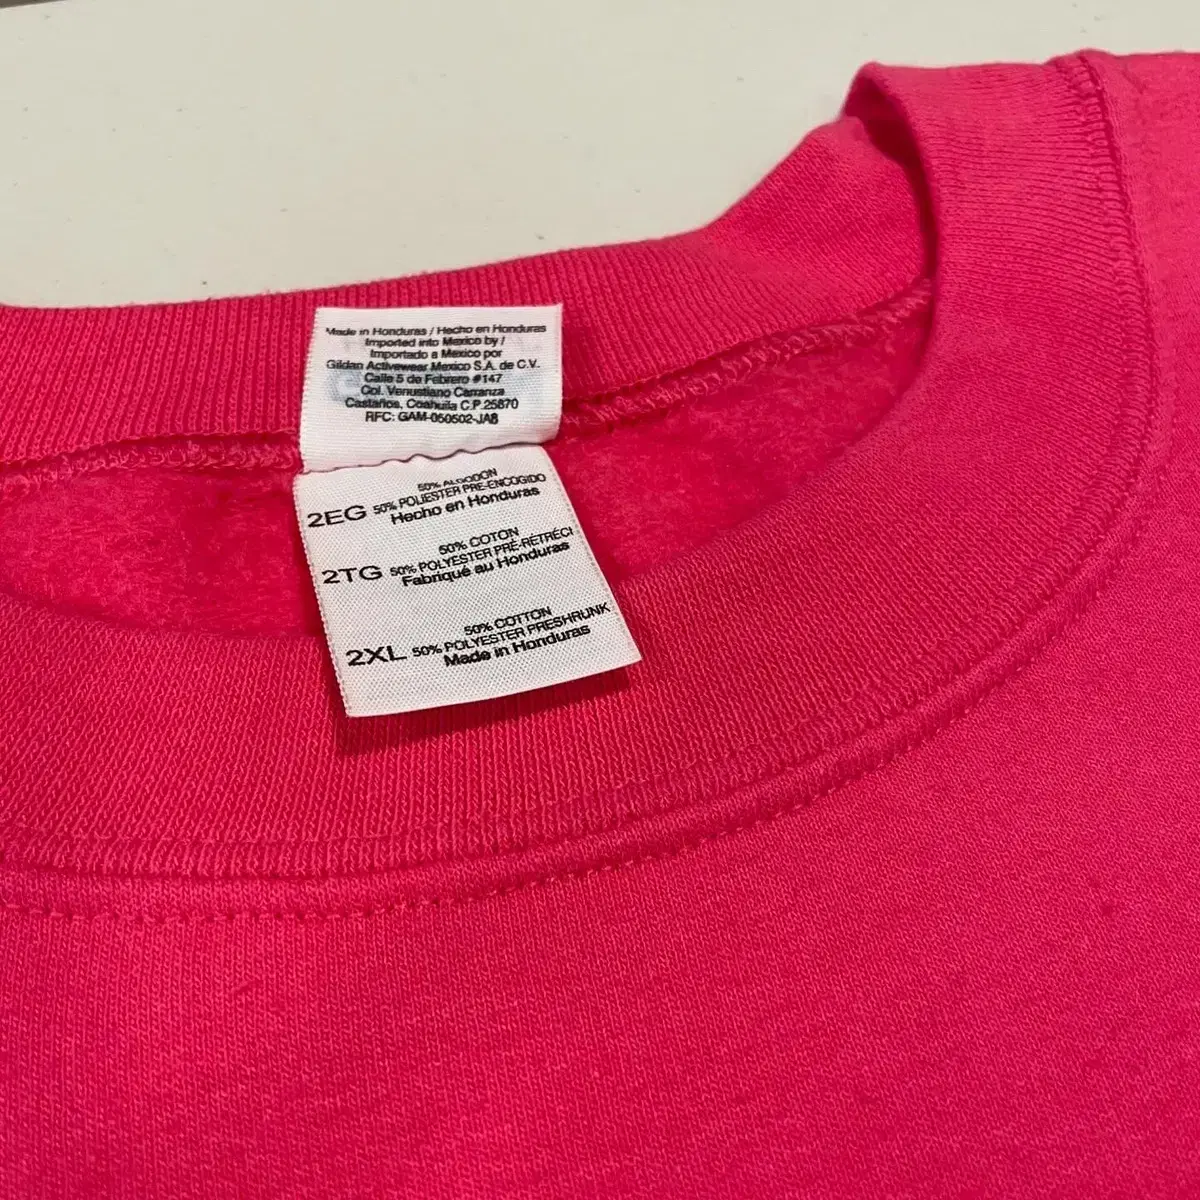 Made in Honduras / Hecho en Honduras
Imported into Mexico by /
Importado a Mexico por
Gildan Activewear Mexico S.A. de C.V.
Calle 5 de Febrero #147
Col. Venustiano Carranza
Castaños, Coahuila C.P. 25870
RFC: GAM-050502-JA8
50% ALGODON
2EG 50% POLIESTER PRE-ENCOGIDO
Hecho en Honduras
50% COTON
2TG 50% POLYESTER PRÉ-RÉTRÉCI
Fabriqué au Honduras
50% COTTON
2XL 50% POLYESTER PRESHRUNK
Made in Honduras